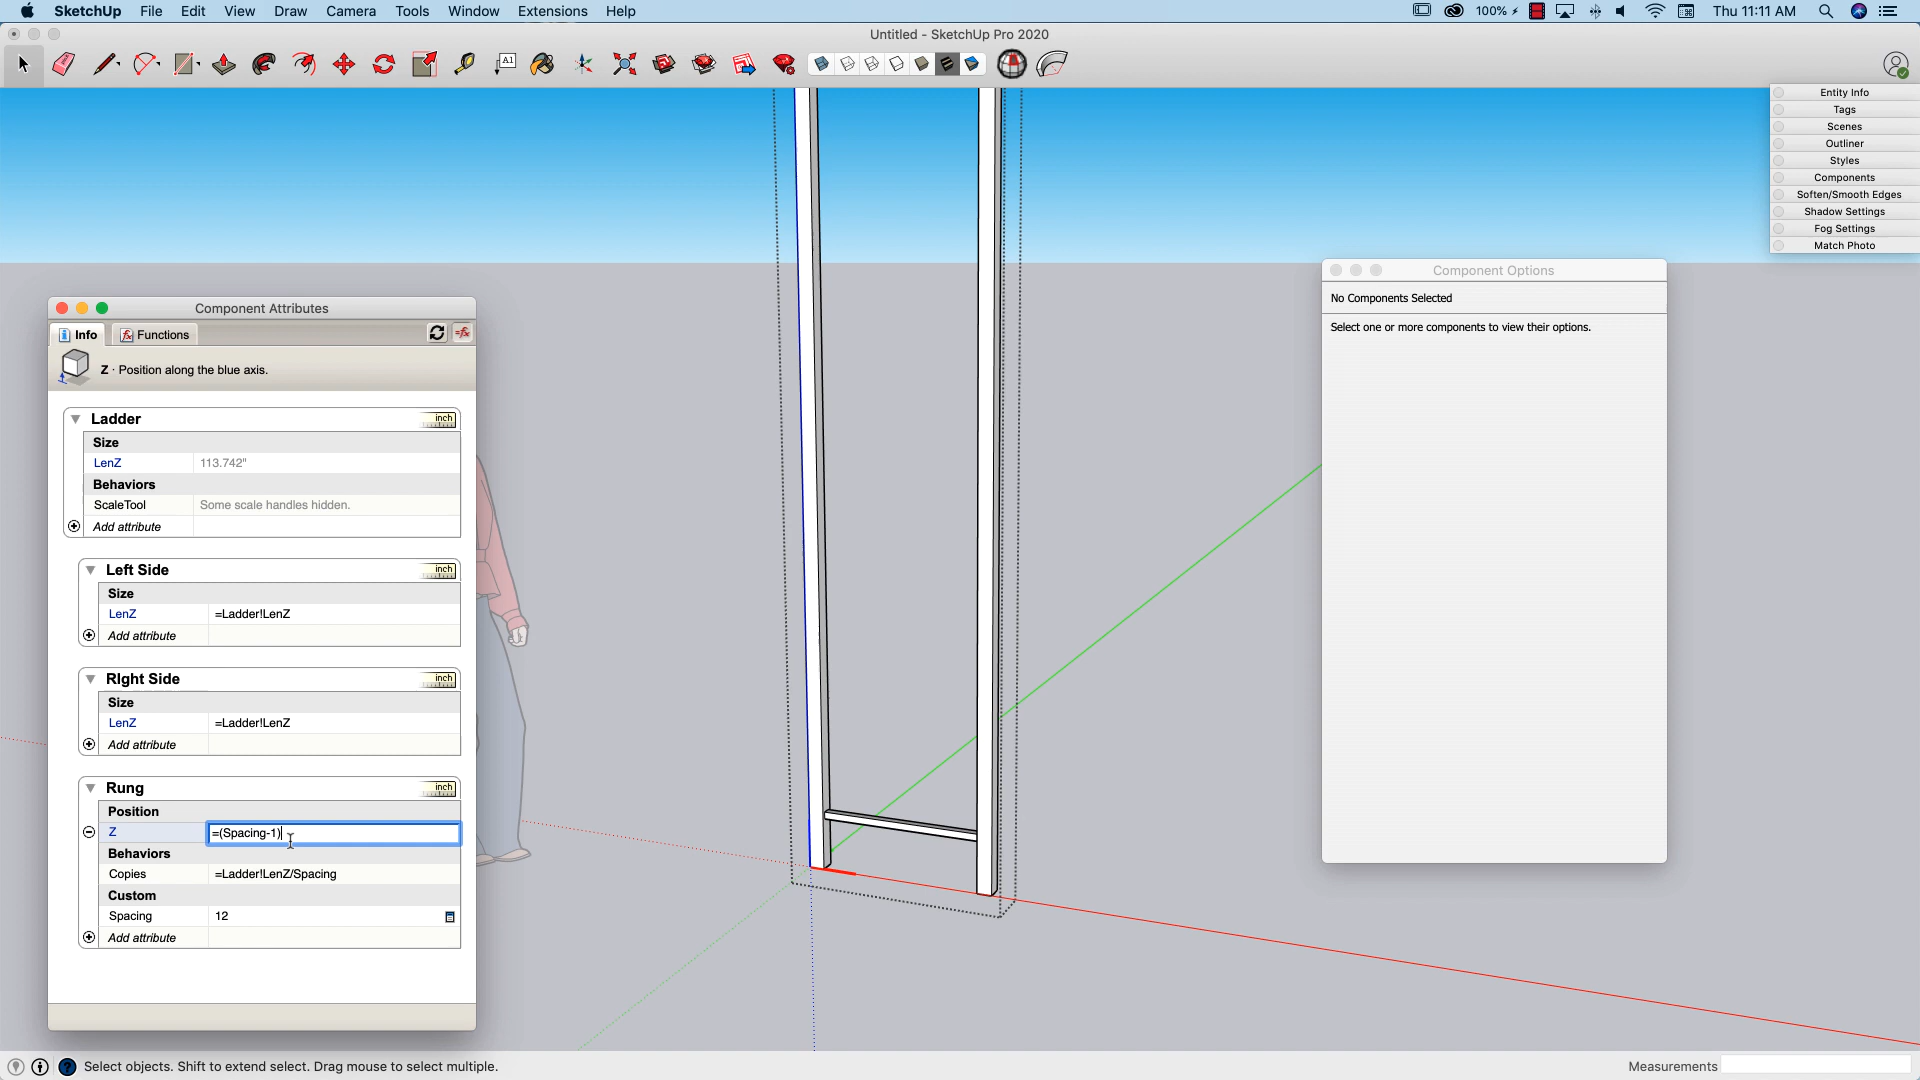 SketchUp File Edit View Draw Camera Tools Window Extensions Help 100% Thu 11:11 AM
Untitled - SketchUp Pro 2020
A1
Entity Info
Tags
Scenes
Outliner
Styles
Components
Soften/Smooth Edges
Shadow Settings
Fog Settings
Match Photo
Component Options
No Components Selected
Select one or more components to view their options.
Component Attributes
Info Functions =fx
Z · Position along the blue axis.
Ladder inch
Size
LenZ 113.742"
Behaviors
ScaleTool Some scale handles hidden.
Add attribute
Left Side inch
Size
LenZ =Ladder!LenZ
Add attribute
RIght Side inch
Size
LenZ =Ladder!LenZ
Add attribute
Rung inch
Position
Z =(Spacing-1)
Behaviors
Copies =Ladder!LenZ/Spacing
Custom
Spacing 12
Add attribute
Select objects. Shift to extend select. Drag mouse to select multiple. Measurements